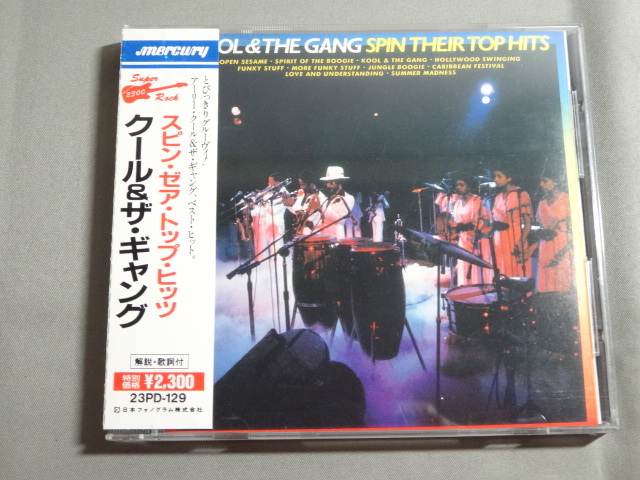 mercury
Super
2300
Rock
とびっきりグルーヴィ!
アーリー・クール&ザ・ギャング、ベスト・ヒット。
スピン・ゼア・トップ・ヒッツ
クール&ザ・ギャング
解説・歌詞付
特別
価格 ¥2,300
23PD-129
日本フォノグラム株式会社
OL & THE GANG SPIN THEIR TOP HITS
OPEN SESAME · SPIRIT OF THE BOOGIE · KOOL & THE GANG · HOLLYWOOD SWINGING
FUNKY STUFF · MORE FUNKY STUFF · JUNGLE BOOGIE · CARIBBEAN FESTIVAL
LOVE AND UNDERSTANDING · SUMMER MADNESS